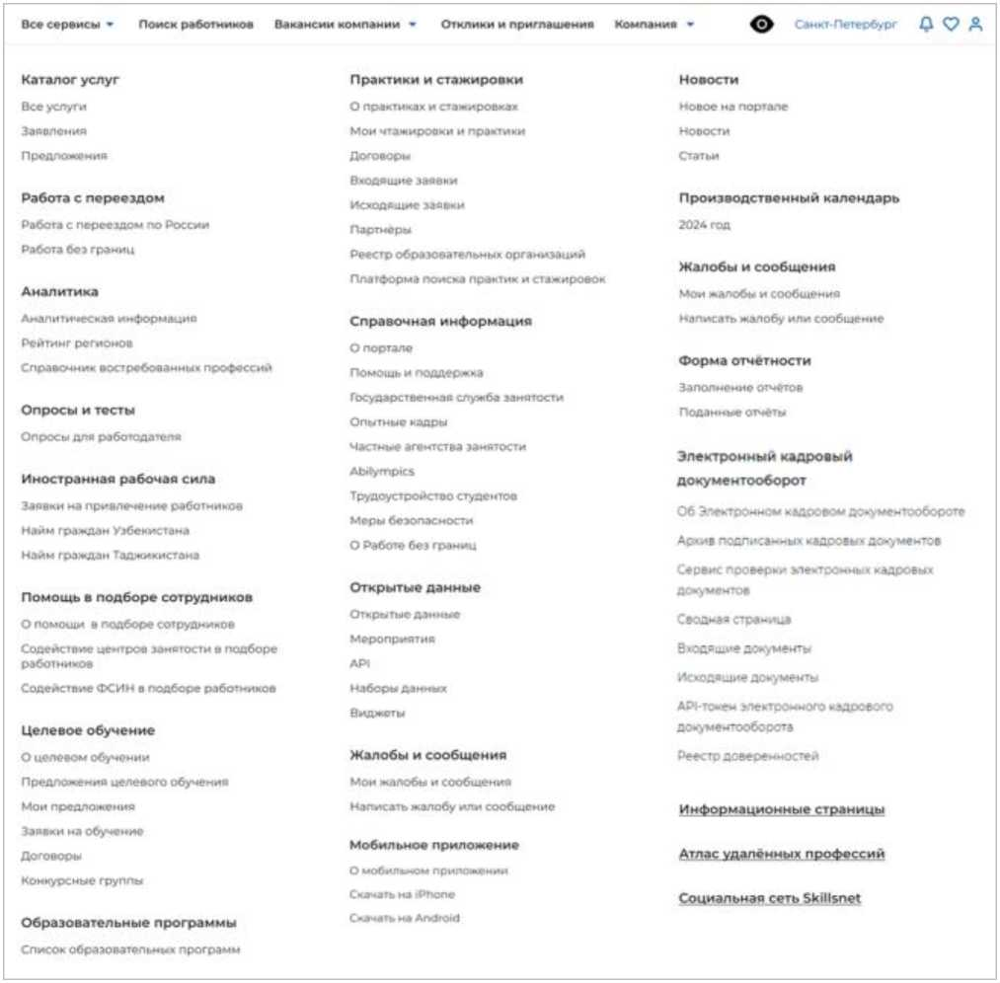 Все сервисы
Поиск работников
Вакансии компании
Отклики и приглашения
Компания
Санкт-Петербург
Каталог услуг
Все услуги
Заявления
Предложения
Работа с переездом
Работа с переездом по России
Работа без границ
Аналитика
Аналитическая информация
Рейтинг регионов
Справочник востребованных профессий
Опросы и тесты
Опросы для работодателя
Иностранная рабочая сила
Заявки на привлечение работников
Найм граждан Узбекистана
Найм граждан Таджикистана
Помощь в подборе сотрудников
О помощи в подборе сотрудников
Содействие центров занятости в подборе
работников
Содействие ФСИН в подборе работников
Целевое обучение
О целевом обучении
Предложения целевого обучения
Мои предложения
Заявки на обучение
Договоры
Конкурсные группы
Образовательные программы
Список образовательных программ
Практики и стажировки
О практиках и стажировках
Мои чтажировки и практики
Договоры
Входящие заявки
Исходящие заявки
Партнёры
Реестр образовательных организаций
Платформа поиска практик и стажировок
Справочная информация
О портале
Помощь и поддержка
Государственная служба занятости
Опытные кадры
Частные агентства занятости
Abilympics
Трудоустройство студентов
Меры безопасности
О Работе без границ
Открытые данные
Открытые данные
Мероприятия
API
Наборы данных
Виджеты
Жалобы и сообщения
Мои жалобы и сообщения
Написать жалобу или сообщение
Мобильное приложение
О мобильном приложении
Скачать на iPhone
Скачать на Android
Новости
Новое на портале
Новости
Статьи
Производственный календарь
2024 год
Жалобы и сообщения
Мои жалобы и сообщения
Написать жалобу или сообщение
Форма отчётности
Заполнение отчётов
Поданные отчёты
Электронный кадровый
документооборот
Об Электронном кадровом документообороте
Архив подписанных кадровых документов
Сервис проверки электронных кадровых
документов
Сводная страница
Входящие документы
Исходящие документы
API-токен электронного кадрового
документооборота
Реестр доверенностей
Информационные страницы
Атлас удалённых профессий
Социальная сеть Skillsnet